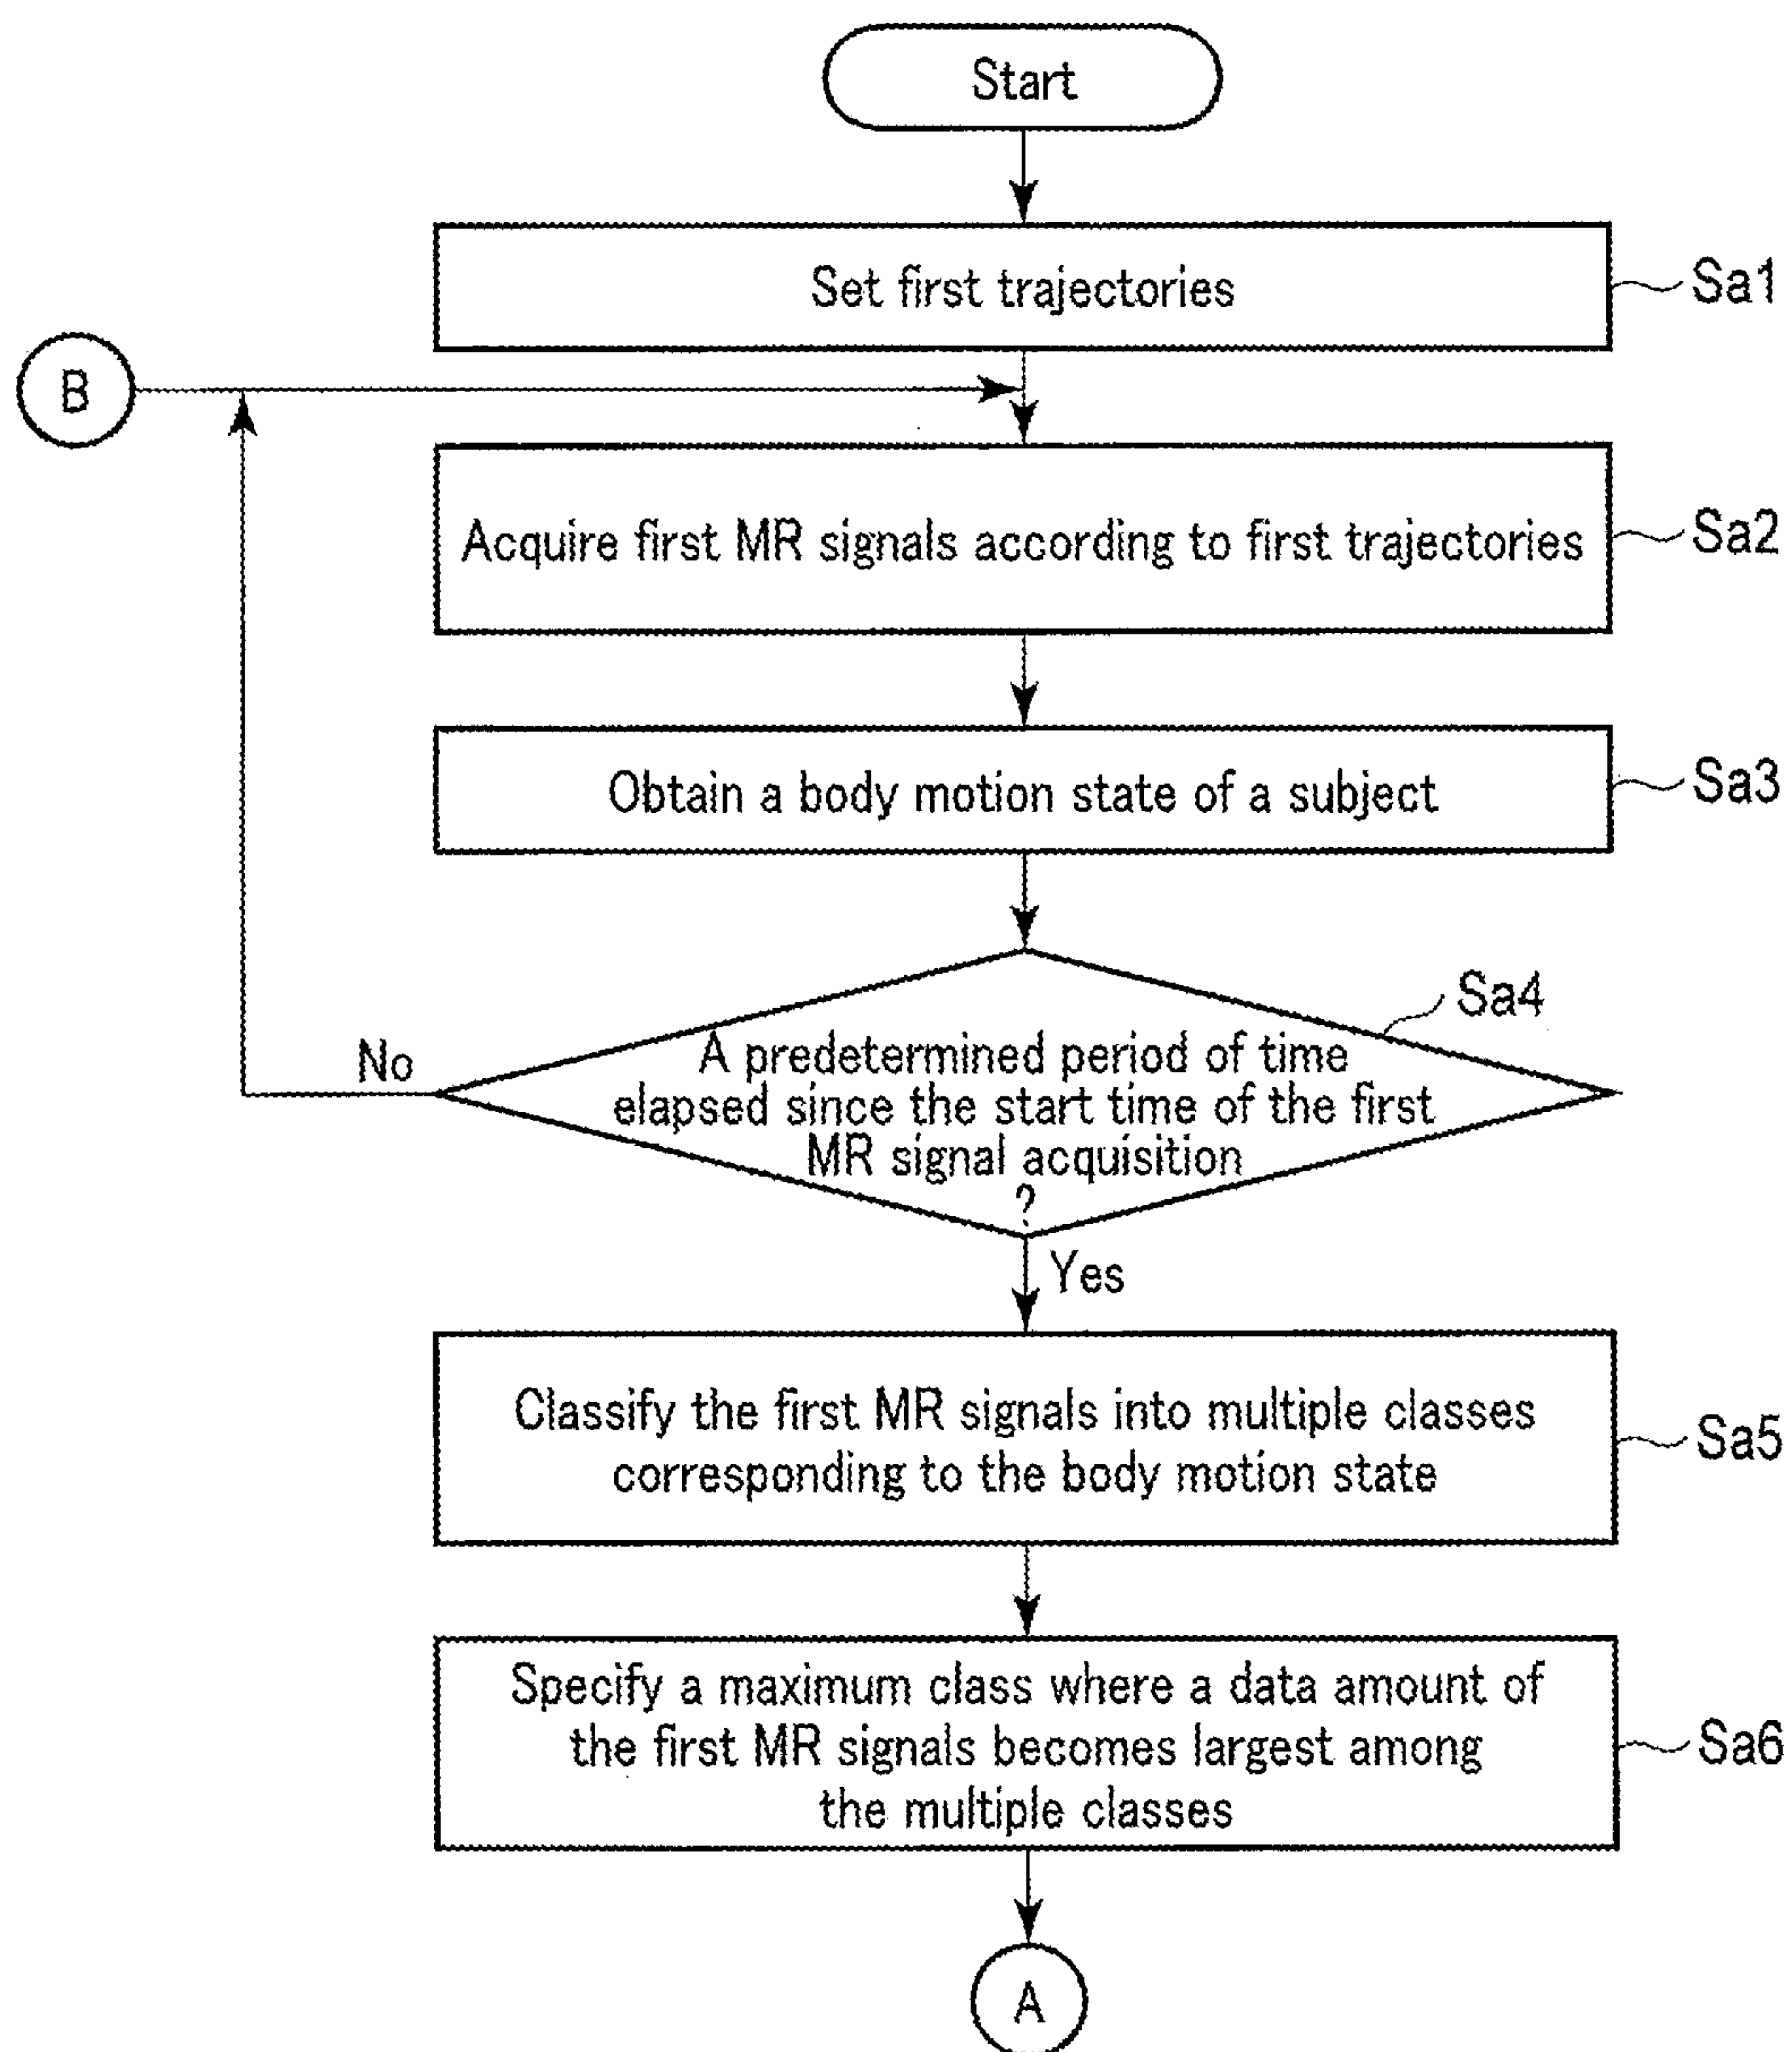 Start
Set first trajectories
Sa1
B
Acquire first MR signals according to first trajectories
Sa2
Obtain a body motion state of a subject
Sa3
Sa4
No
A predetermined period of time
elapsed since the start time of the first
MR signal acquisition
?
Yes
Classify the first MR signals into multiple classes
corresponding to the body motion state
Sa5
Specify a maximum class where a data amount of
the first MR signals becomes largest among
the multiple classes
Sa6
A